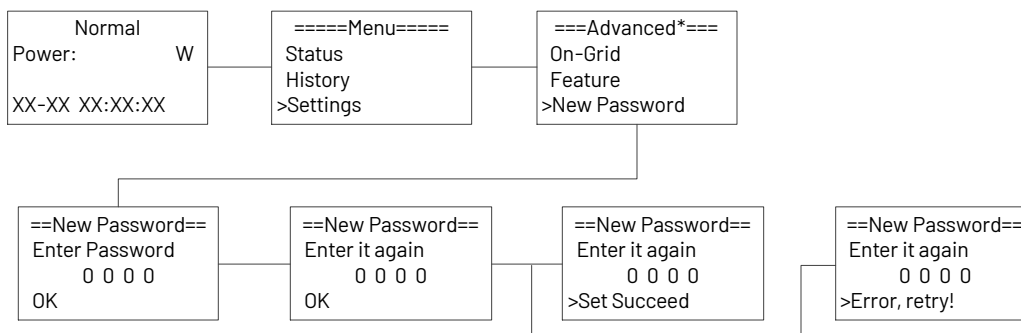 Normal
Power: W
XX-XX XX:XX:XX
=====Menu=====
Status
History
>Settings
===Advanced*===
On-Grid
Feature
>New Password
==New Password==
Enter Password
0 0 0 0
OK
==New Password==
Enter it again
0 0 0 0
OK
==New Password==
Enter it again
0 0 0 0
>Set Succeed
==New Password==
Enter it again
0 0 0 0
>Error, retry!